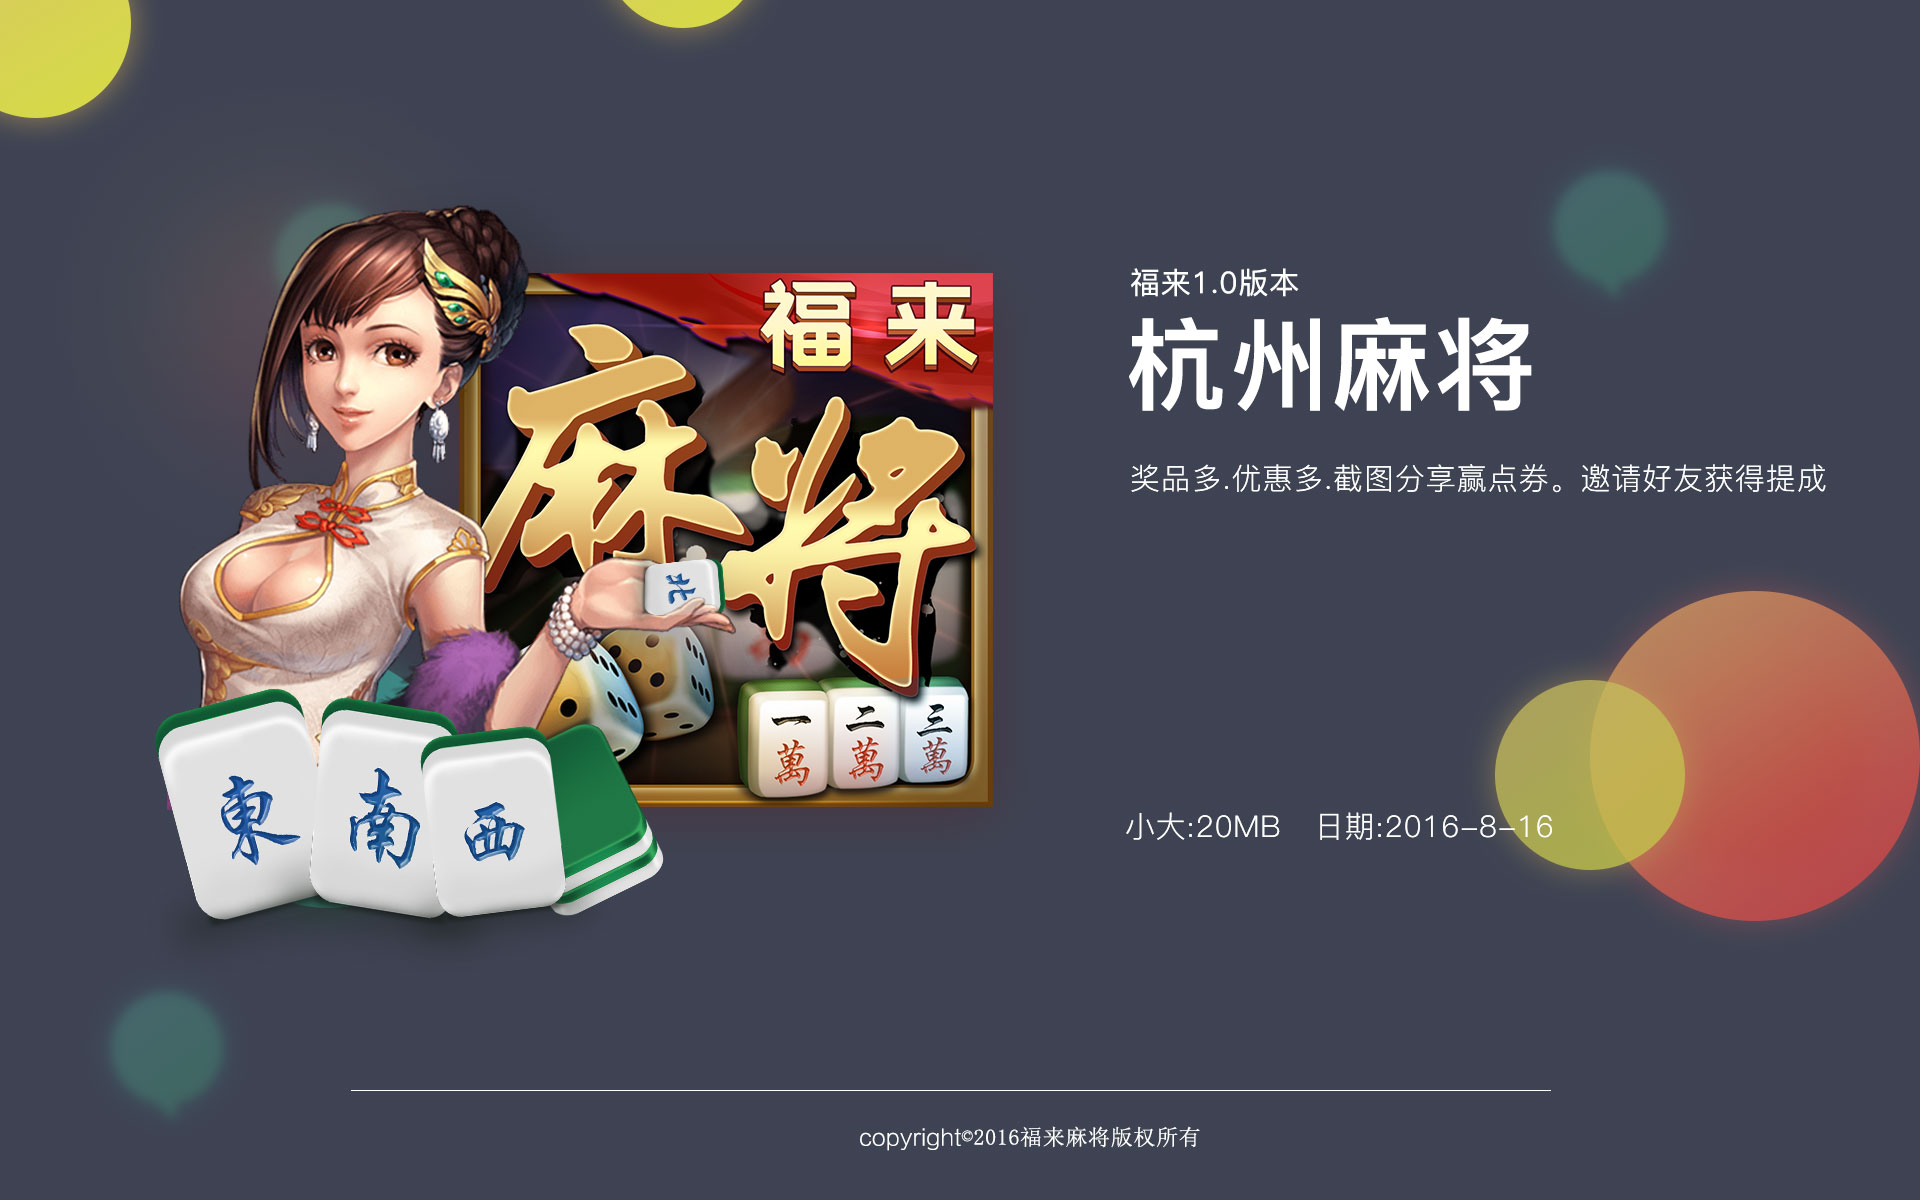 福来
麻将
北
一萬 二萬 三萬
東 南 西
福来1.0版本
杭州麻将
奖品多.优惠多.截图分享赢点券。邀请好友获得提成
小大:20MB 日期:2016-8-16
copyright©2016福来麻将版权所有